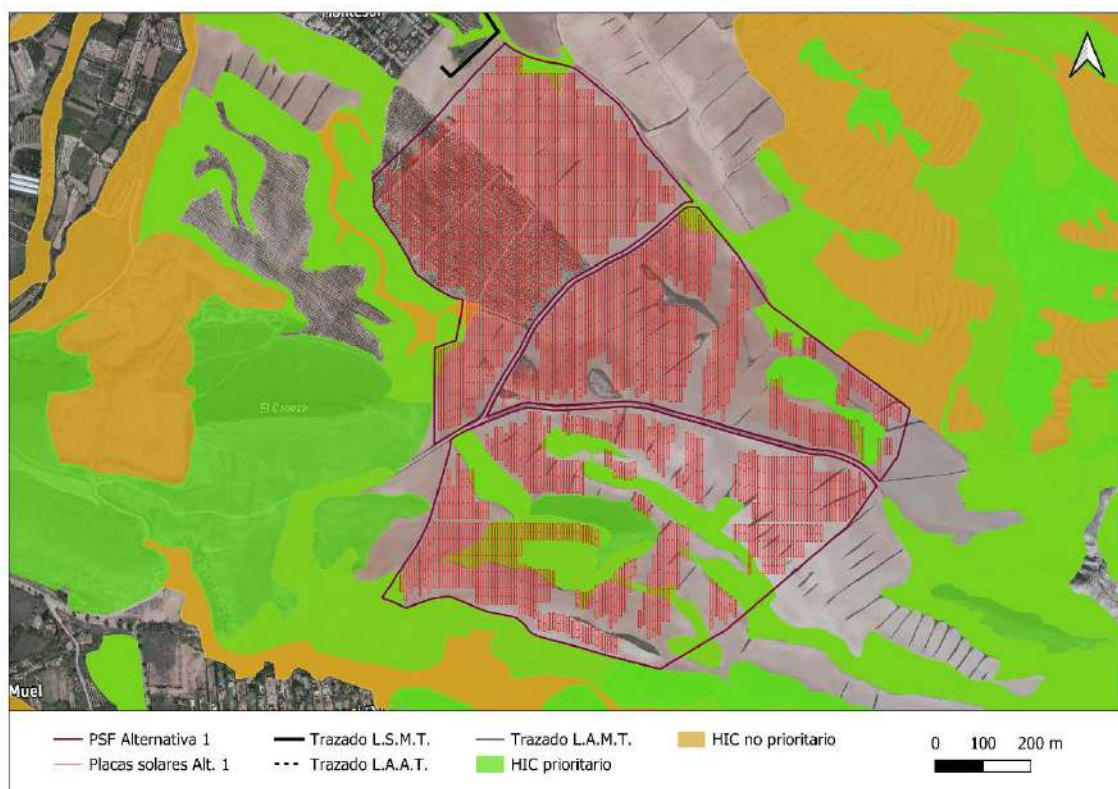 Montesol
El Cabezo
Muel
PSF Alternativa 1
Trazado L.S.M.T.
Trazado L.A.M.T.
HIC no prioritario
Placas solares Alt. 1
Trazado L.A.A.T.
HIC prioritario
0 100 200 m